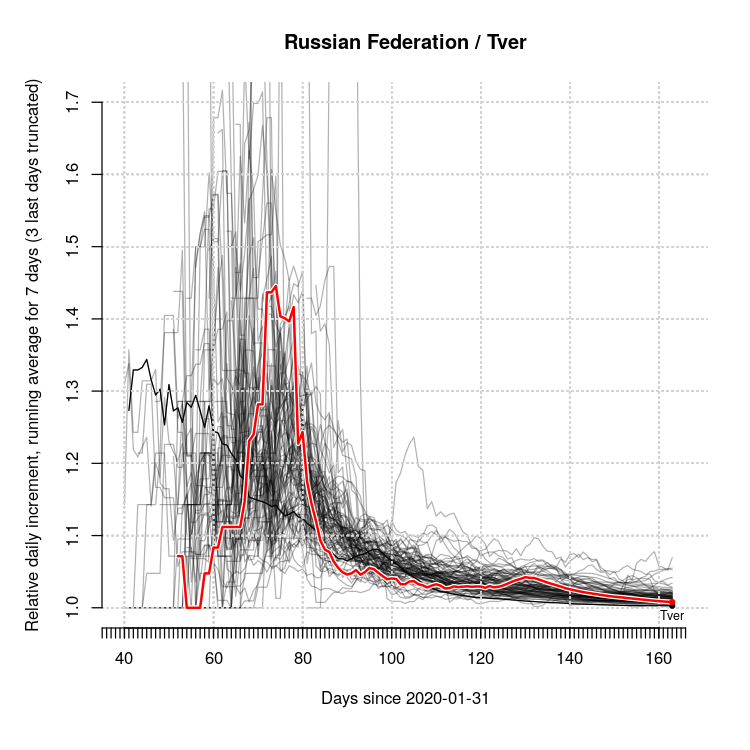 Russian Federation / Tver
Relative daily increment, running average for 7 days (3 last days truncated)
1.7
1.6
1.5
1.4
1.3
1.2
1.1
1.0
Tver
40 60 80 100 120 140 160
Days since 2020-01-31